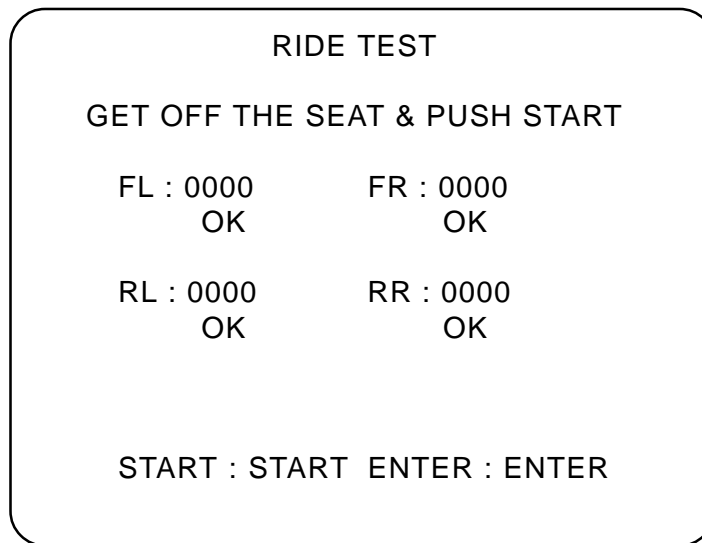 RIDE TEST
GET OFF THE SEAT & PUSH START
FL : 0000 FR : 0000
OK OK
RL : 0000 RR : 0000
OK OK
START : START ENTER : ENTER